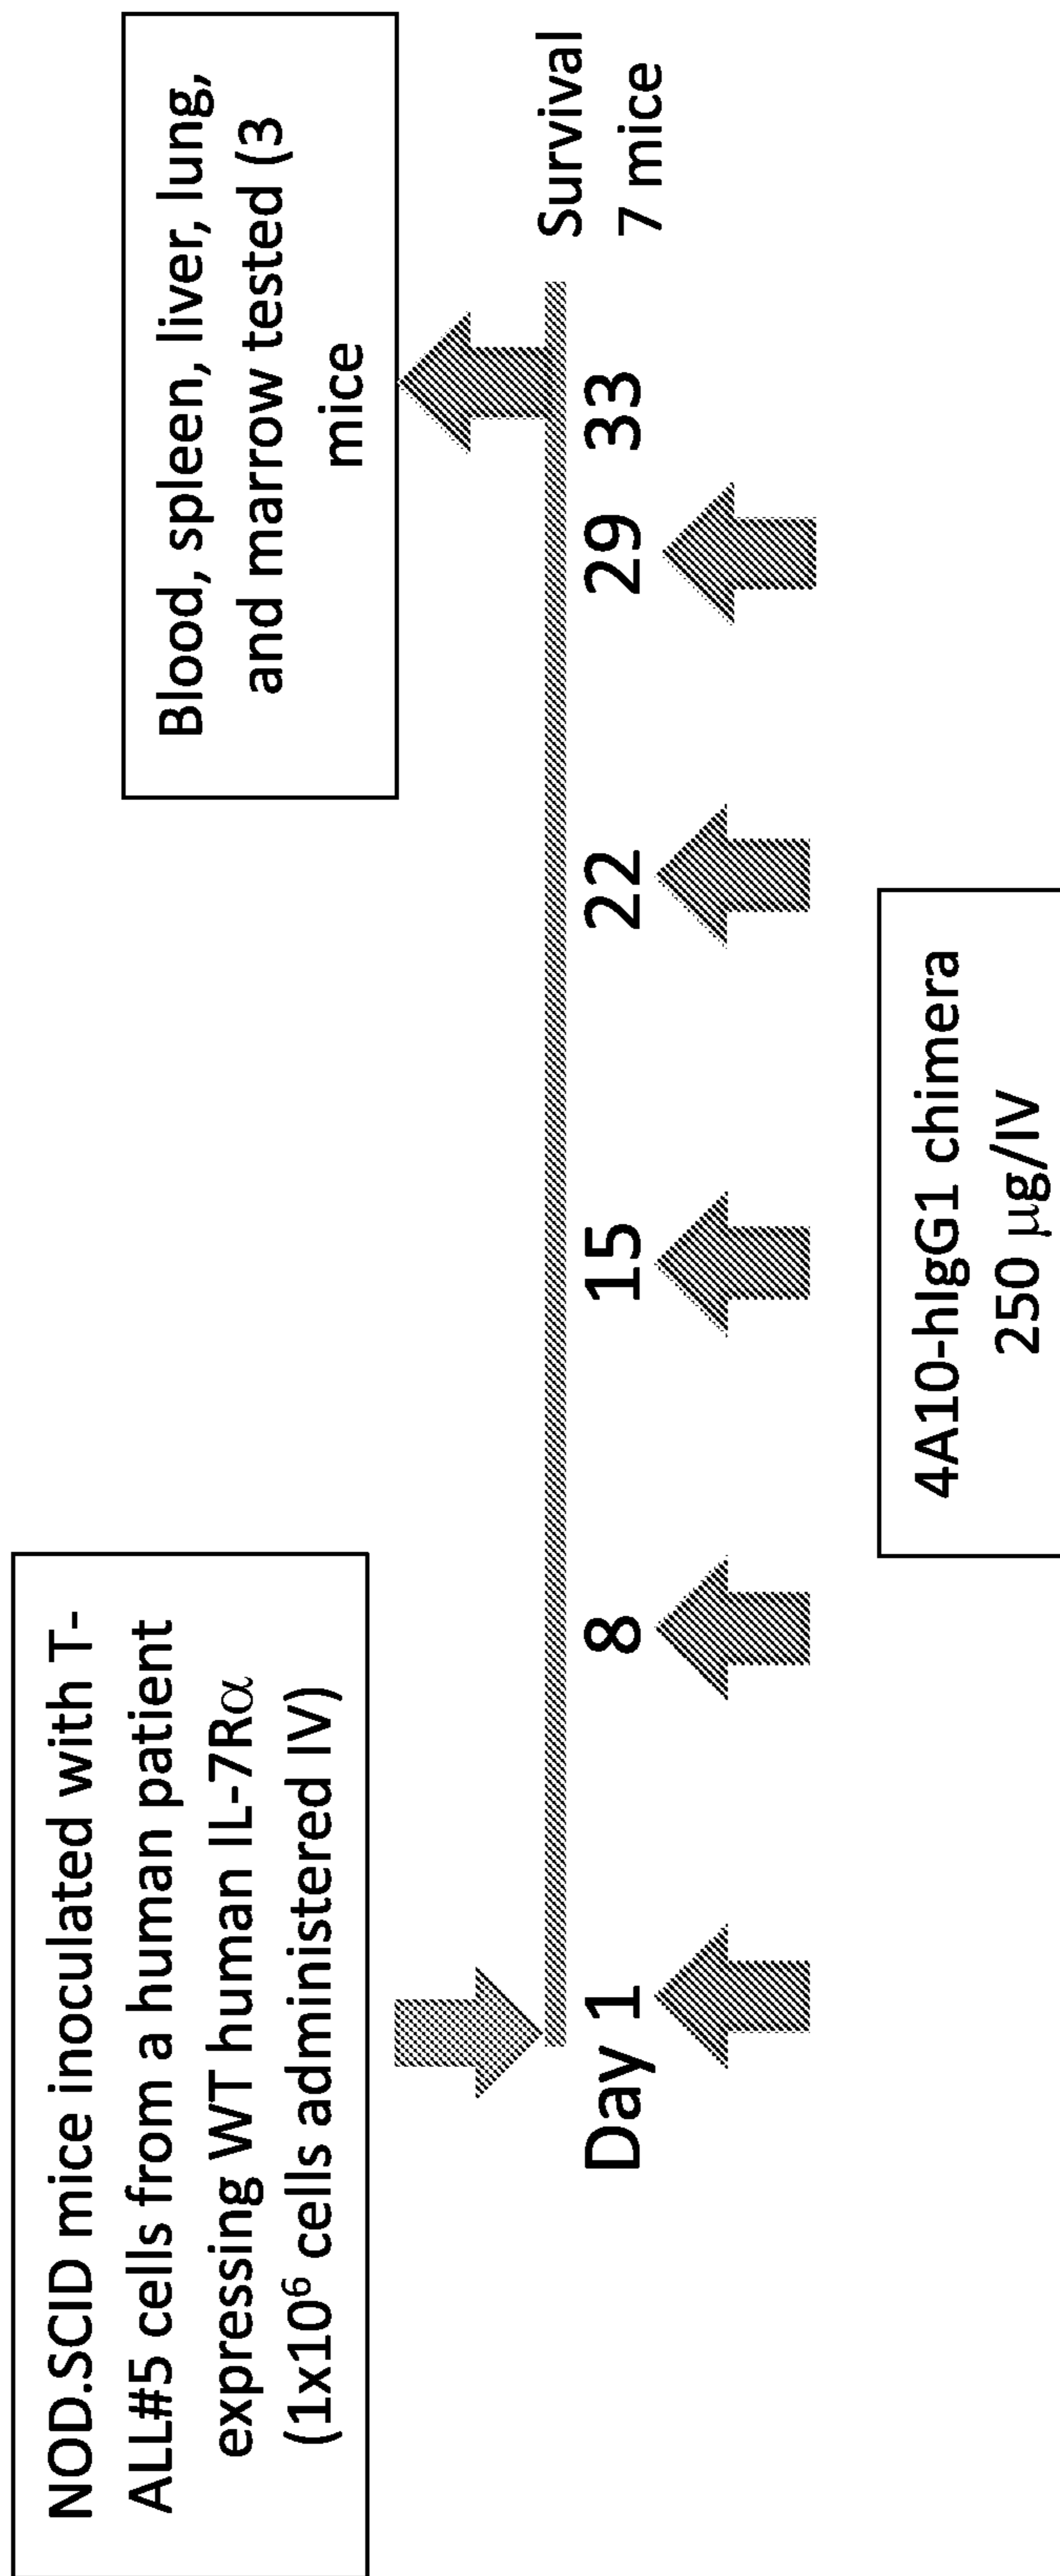 NOD.SCID mice inoculated with T-
ALL#5 cells from a human patient
expressing WT human IL-7Rα
(1x10⁶ cells administered IV)
Blood, spleen, liver, lung,
and marrow tested (3
mice
Day 1 8 15 22 29 33
Survival
7 mice
4A10-hIgG1 chimera
250 μg/IV